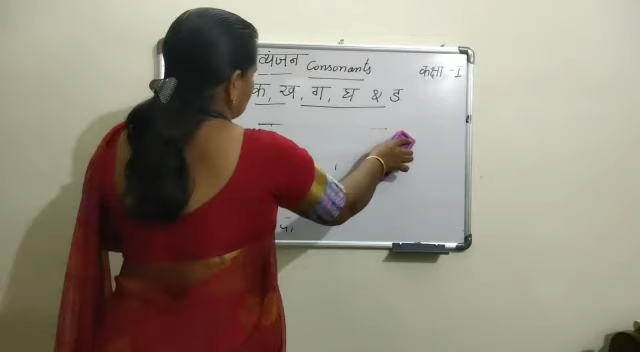 व्यंजन Consonants
कक्षा - I
क, ख, ग, घ ड